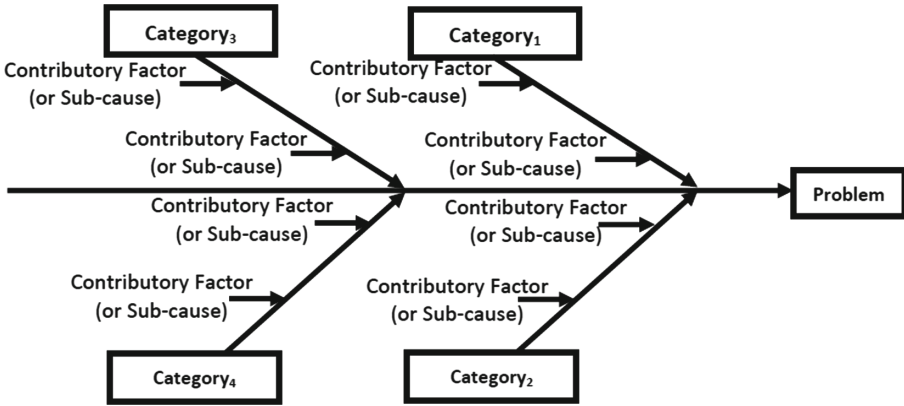 Category₃
Category₁
Contributory Factor
(or Sub-cause)
Contributory Factor
(or Sub-cause)
Contributory Factor
(or Sub-cause)
Contributory Factor
(or Sub-cause)
Problem
Contributory Factor
(or Sub-cause)
Contributory Factor
(or Sub-cause)
Contributory Factor
(or Sub-cause)
Contributory Factor
(or Sub-cause)
Category₄
Category₂